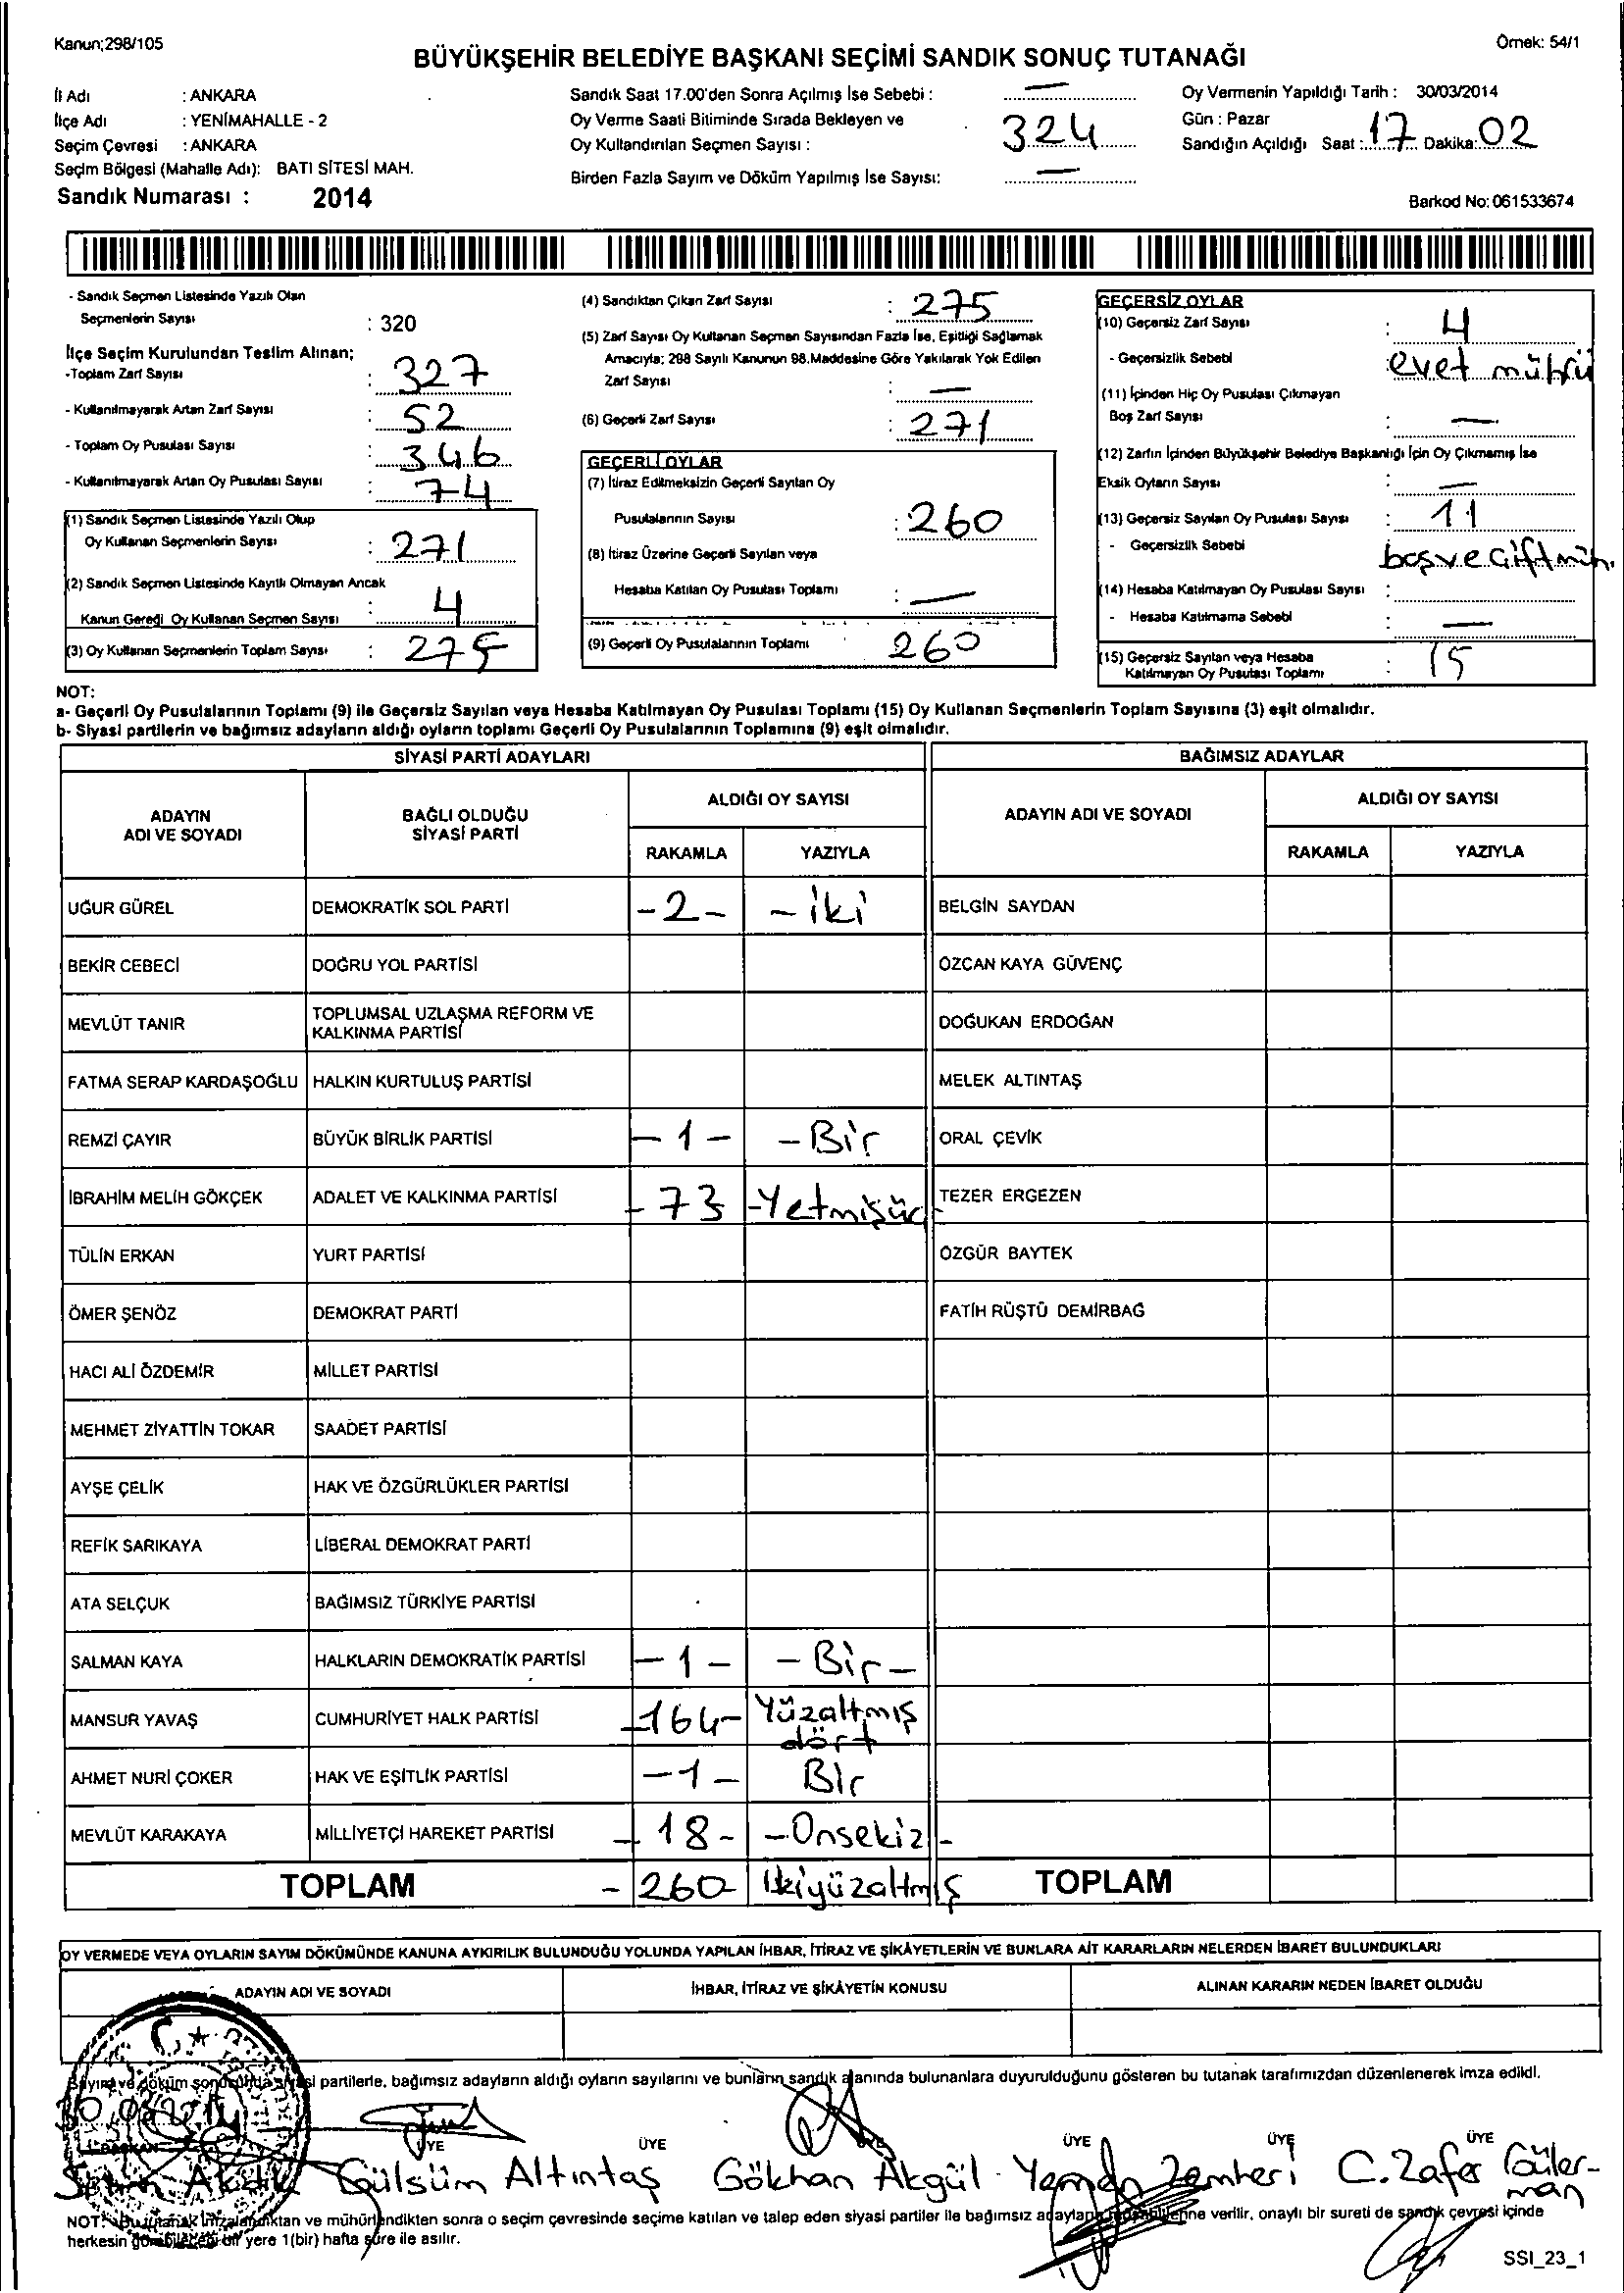 Kanun;298/105
Örnek: 54/1
BÜYÜKŞEHİR BELEDİYE BAŞKANI SEÇİMİ SANDIK SONUÇ TUTANAĞI
İl Adı : ANKARA
İlçe Adı : YENİMAHALLE - 2
Seçim Çevresi : ANKARA
Seçim Bölgesi (Mahalle Adı): BATI SİTESİ MAH.
Sandık Numarası : 2014
Sandık Saat 17.00'den Sonra Açılmış İse Sebebi : —
Oy Verme Saati Bitiminde Sırada Bekleyen ve
Oy Kullandırılan Seçmen Sayısı : 324
Birden Fazla Sayım ve Döküm Yapılmış İse Sayısı: —
Oy Vermenin Yapıldığı Tarih : 30/03/2014
Gün : Pazar
Sandığın Açıldığı Saat : 17 Dakika: 02
Barkod No: 061533674
- Sandık Seçmen Listesinde Yazılı Olan
Seçmenlerin Sayısı : 320
İlçe Seçim Kurulundan Teslim Alınan;
-Toplam Zarf Sayısı : 327
- Kullanılmayarak Artan Zarf Sayısı : 52
- Toplam Oy Pusulası Sayısı : 346
- Kullanılmayarak Artan Oy Pusulası Sayısı : 74
(1) Sandık Seçmen Listesinde Yazılı Olup
Oy Kullanan Seçmenlerin Sayısı : 271
(2) Sandık Seçmen Listesinde Kayıtlı Olmayan Ancak
Kanun Gereği Oy Kullanan Seçmen Sayısı : 4
(3) Oy Kullanan Seçmenlerin Toplam Sayısı : 275
(4) Sandıktan Çıkan Zarf Sayısı : 275
(5) Zarf Sayısı Oy Kullanan Seçmen Sayısından Fazla İse, Eşitliği Sağlamak
Amacıyla; 298 Sayılı Kanunun 98.Maddesine Göre Yakılarak Yok Edilen
Zarf Sayısı : —
(6) Geçerli Zarf Sayısı : 271
GEÇERLİ OYLAR
(7) İtiraz Edilmeksizin Geçerli Sayılan Oy
Pusulalarının Sayısı : 260
(8) İtiraz Üzerine Geçerli Sayılan veya
Hesaba Katılan Oy Pusulası Toplamı : —
(9) Geçerli Oy Pusulalarının Toplamı : 260
GEÇERSİZ OYLAR
(10) Geçersiz Zarf Sayısı : 4
- Geçersizlik Sebebi : evet mührü
(11) İçinden Hiç Oy Pusulası Çıkmayan
Boş Zarf Sayısı : —
(12) Zarfın İçinden Büyükşehir Belediye Başkanlığı İçin Oy Çıkmamış İse
Eksik Oyların Sayısı : —
(13) Geçersiz Sayılan Oy Pusulası Sayısı : 11
- Geçersizlik Sebebi boş ve çift müh.
(14) Hesaba Katılmayan Oy Pusulası Sayısı :
- Hesaba Katılmama Sebebi : —
(15) Geçersiz Sayılan veya Hesaba
Katılmayan Oy Pusulası Toplamı : 15
NOT:
a- Geçerli Oy Pusulalarının Toplamı (9) ile Geçersiz Sayılan veya Hesaba Katılmayan Oy Pusulası Toplamı (15) Oy Kullanan Seçmenlerin Toplam Sayısına (3) eşit olmalıdır.
b- Siyasi partilerin ve bağımsız adayların aldığı oyların toplamı Geçerli Oy Pusulalarının Toplamına (9) eşit olmalıdır.
SİYASİ PARTİ ADAYLARI BAĞIMSIZ ADAYLAR
ADAYIN ADI VE SOYADI BAĞLI OLDUĞU SİYASİ PARTİ ALDIĞI OY SAYISI ADAYIN ADI VE SOYADI ALDIĞI OY SAYISI
RAKAMLA YAZIYLA RAKAMLA YAZIYLA
UĞUR GÜREL DEMOKRATİK SOL PARTİ -2- - iki BELGİN SAYDAN
BEKİR CEBECİ DOĞRU YOL PARTİSİ ÖZCAN KAYA GÜVENÇ
MEVLÜT TANIR TOPLUMSAL UZLAŞMA REFORM VE KALKINMA PARTİSİ DOĞUKAN ERDOĞAN
FATMA SERAP KARDAŞOĞLU HALKIN KURTULUŞ PARTİSİ MELEK ALTINTAŞ
REMZİ ÇAYIR BÜYÜK BİRLİK PARTİSİ -1- -Bir ORAL ÇEVİK
İBRAHİM MELİH GÖKÇEK ADALET VE KALKINMA PARTİSİ -73 -Yetmişüç- TEZER ERGEZEN
TÜLİN ERKAN YURT PARTİSİ ÖZGÜR BAYTEK
ÖMER ŞENÖZ DEMOKRAT PARTİ FATİH RÜŞTÜ DEMİRBAĞ
HACI ALİ ÖZDEMİR MİLLET PARTİSİ
MEHMET ZİYATTİN TOKAR SAADET PARTİSİ
AYŞE ÇELİK HAK VE ÖZGÜRLÜKLER PARTİSİ
REFİK SARIKAYA LİBERAL DEMOKRAT PARTİ
ATA SELÇUK BAĞIMSIZ TÜRKİYE PARTİSİ
SALMAN KAYA HALKLARIN DEMOKRATİK PARTİSİ -1- -Bir-
MANSUR YAVAŞ CUMHURİYET HALK PARTİSİ -164- Yüzaltmış dört
AHMET NURİ ÇOKER HAK VE EŞİTLİK PARTİSİ -1- Bir
MEVLÜT KARAKAYA MİLLİYETÇİ HAREKET PARTİSİ -18- -Onsekiz-
TOPLAM -260- İkiyüzaltmış TOPLAM
OY VERMEDE VEYA OYLARIN SAYIM DÖKÜMÜNDE KANUNA AYKIRILIK BULUNDUĞU YOLUNDA YAPILAN İHBAR, İTİRAZ VE ŞİKÂYETLERİN VE BUNLARA AİT KARARLARIN NELERDEN İBARET BULUNDUKLARI
ADAYIN ADI VE SOYADI İHBAR, İTİRAZ VE ŞİKÂYETİN KONUSU ALINAN KARARIN NEDEN İBARET OLDUĞU
Sayım ve döküm sonucunda siyasi partilerle, bağımsız adayların aldığı oyların sayılarını ve bunların sandık alanında bulunanlara duyurulduğunu gösteren bu tutanak tarafımızdan düzenlenerek imza edildi.
BAŞKAN ÜYE ÜYE ÜYE ÜYE ÜYE ÜYE
Gülsüm Altıntaş Gökhan Akgül Zemheri C. Zafer Gülerman
NOT: Bu tutanak imzalandıktan ve mühürlendikten sonra o seçim çevresinde seçime katılan ve talep eden siyasi partiler ile bağımsız adayların verilir, onaylı bir sureti de sandık çevresi içinde
herkesin görebileceği bir yere 1(bir) hafta süre ile asılır.
SSI_23_1